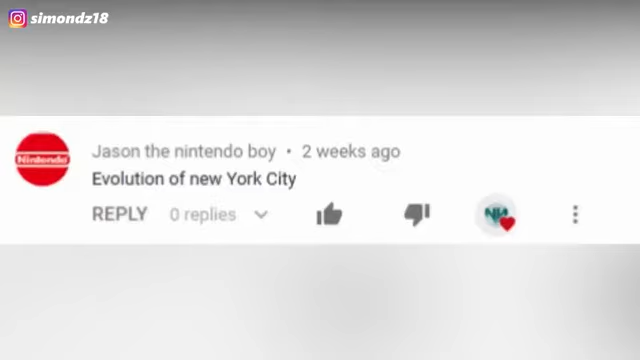 simondz18
Nintendo
Jason the nintendo boy • 2 weeks ago
Evolution of new York City
REPLY 0 replies